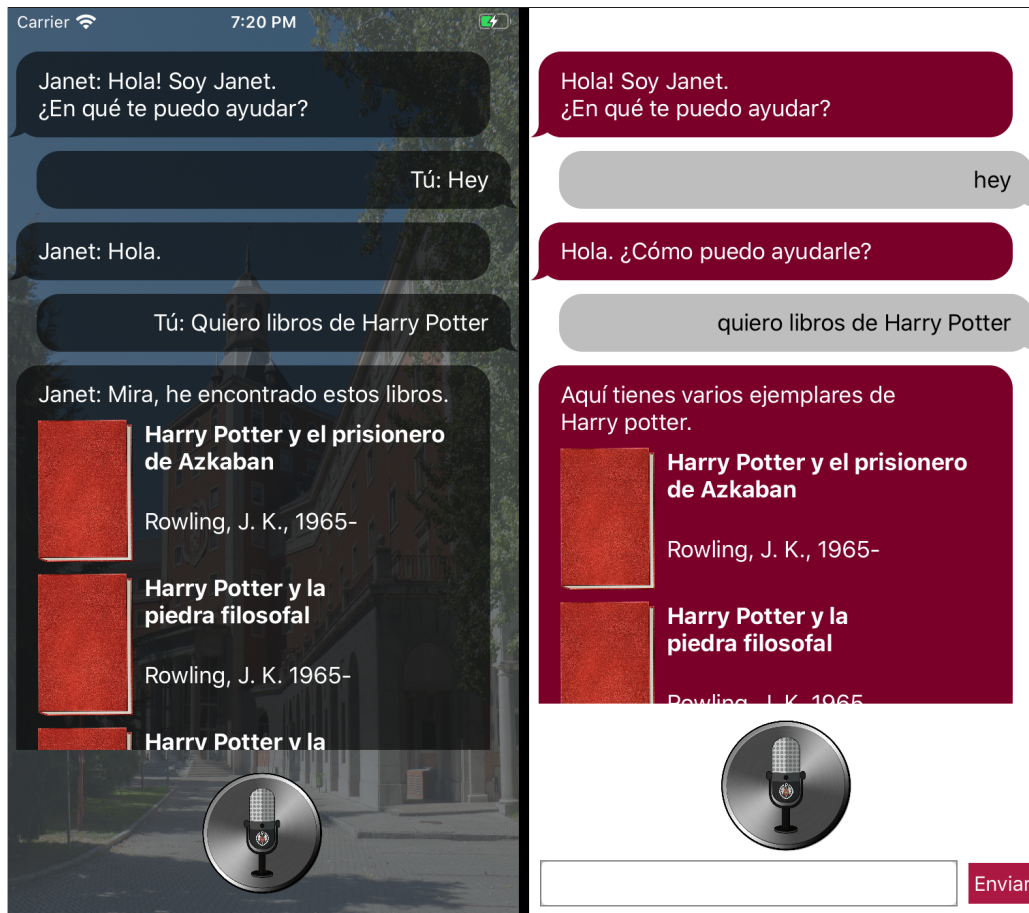 Carrier
7:20 PM
Janet: Hola! Soy Janet.
¿En qué te puedo ayudar?
Tú: Hey
Janet: Hola.
Tú: Quiero libros de Harry Potter
Janet: Mira, he encontrado estos libros.
Harry Potter y el prisionero
de Azkaban
Rowling, J. K., 1965-
Harry Potter y la
piedra filosofal
Rowling, J. K. 1965-
Harry Potter y la
Hola! Soy Janet.
¿En qué te puedo ayudar?
hey
Hola. ¿Cómo puedo ayudarle?
quiero libros de Harry Potter
Aquí tienes varios ejemplares de
Harry potter.
Harry Potter y el prisionero
de Azkaban
Rowling, J. K., 1965-
Harry Potter y la
piedra filosofal
Rowling, J. K. 1965-
Enviar